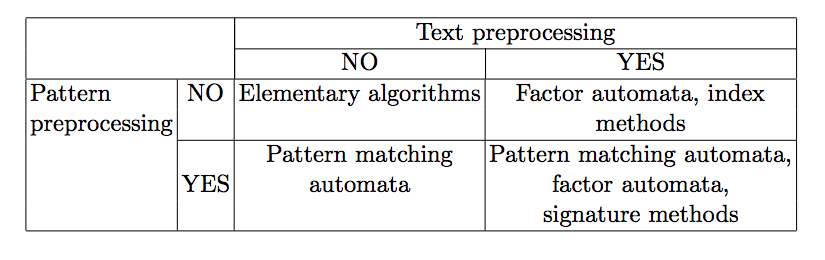 Text preprocessing
NO YES
Pattern preprocessing NO Elementary algorithms Factor automata, index methods
YES Pattern matching automata Pattern matching automata, factor automata, signature methods